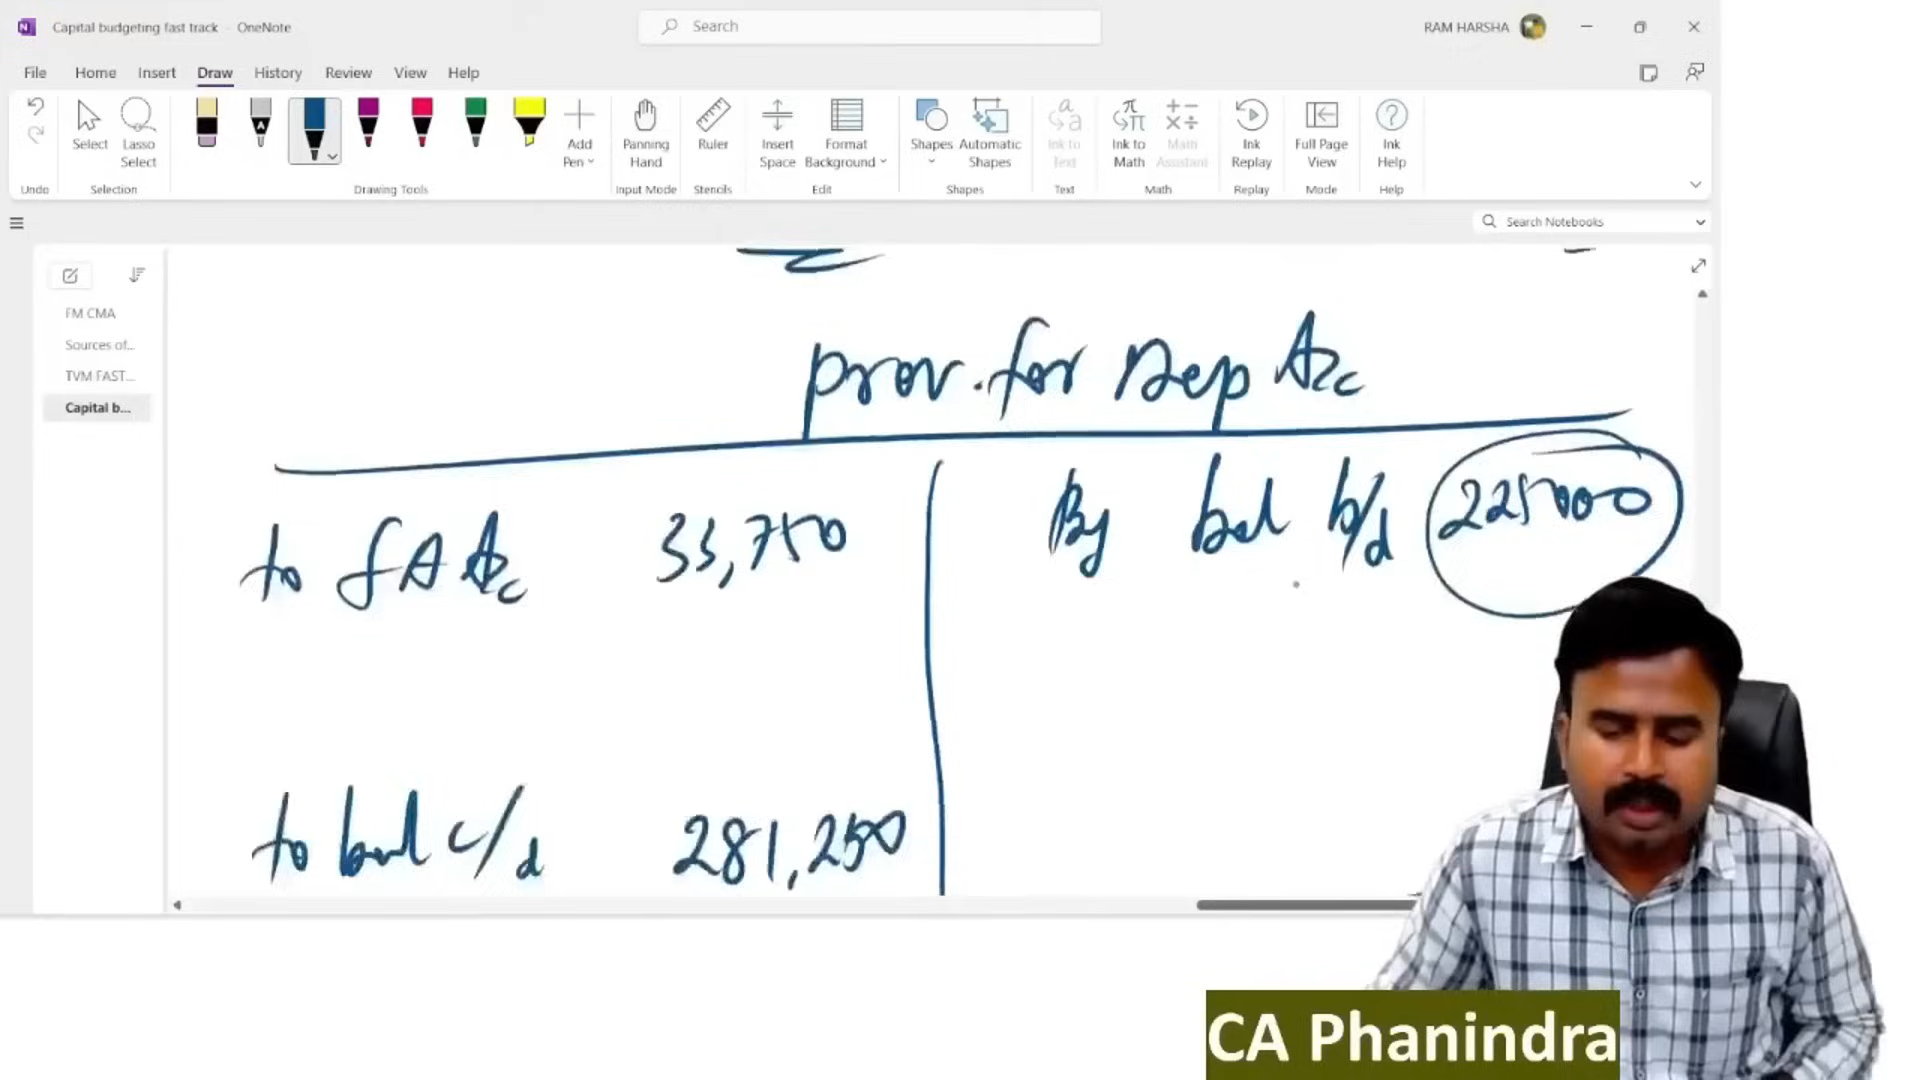 Capital budgeting fast track - OneNote
Search
RAM HARSHA
File Home Insert Draw History Review View Help
Undo
Select
Lasso Select
Selection
Drawing Tools
Add Pen
Panning Hand
Input Mode
Ruler
Stencils
Insert Space
Format Background
Edit
Shapes
Automatic Shapes
Shapes
Ink to Text
Text
Ink to Math
Math Assistant
Math
Ink Replay
Replay
Full Page View
Mode
Ink Help
Help
Search Notebooks
FM CMA
Sources of...
TVM FAST...
Capital b...
prov. for Dep A/c
to FA A/c 33,750
By bal b/d 225000
to bal c/d 281,250
CA Phanindra